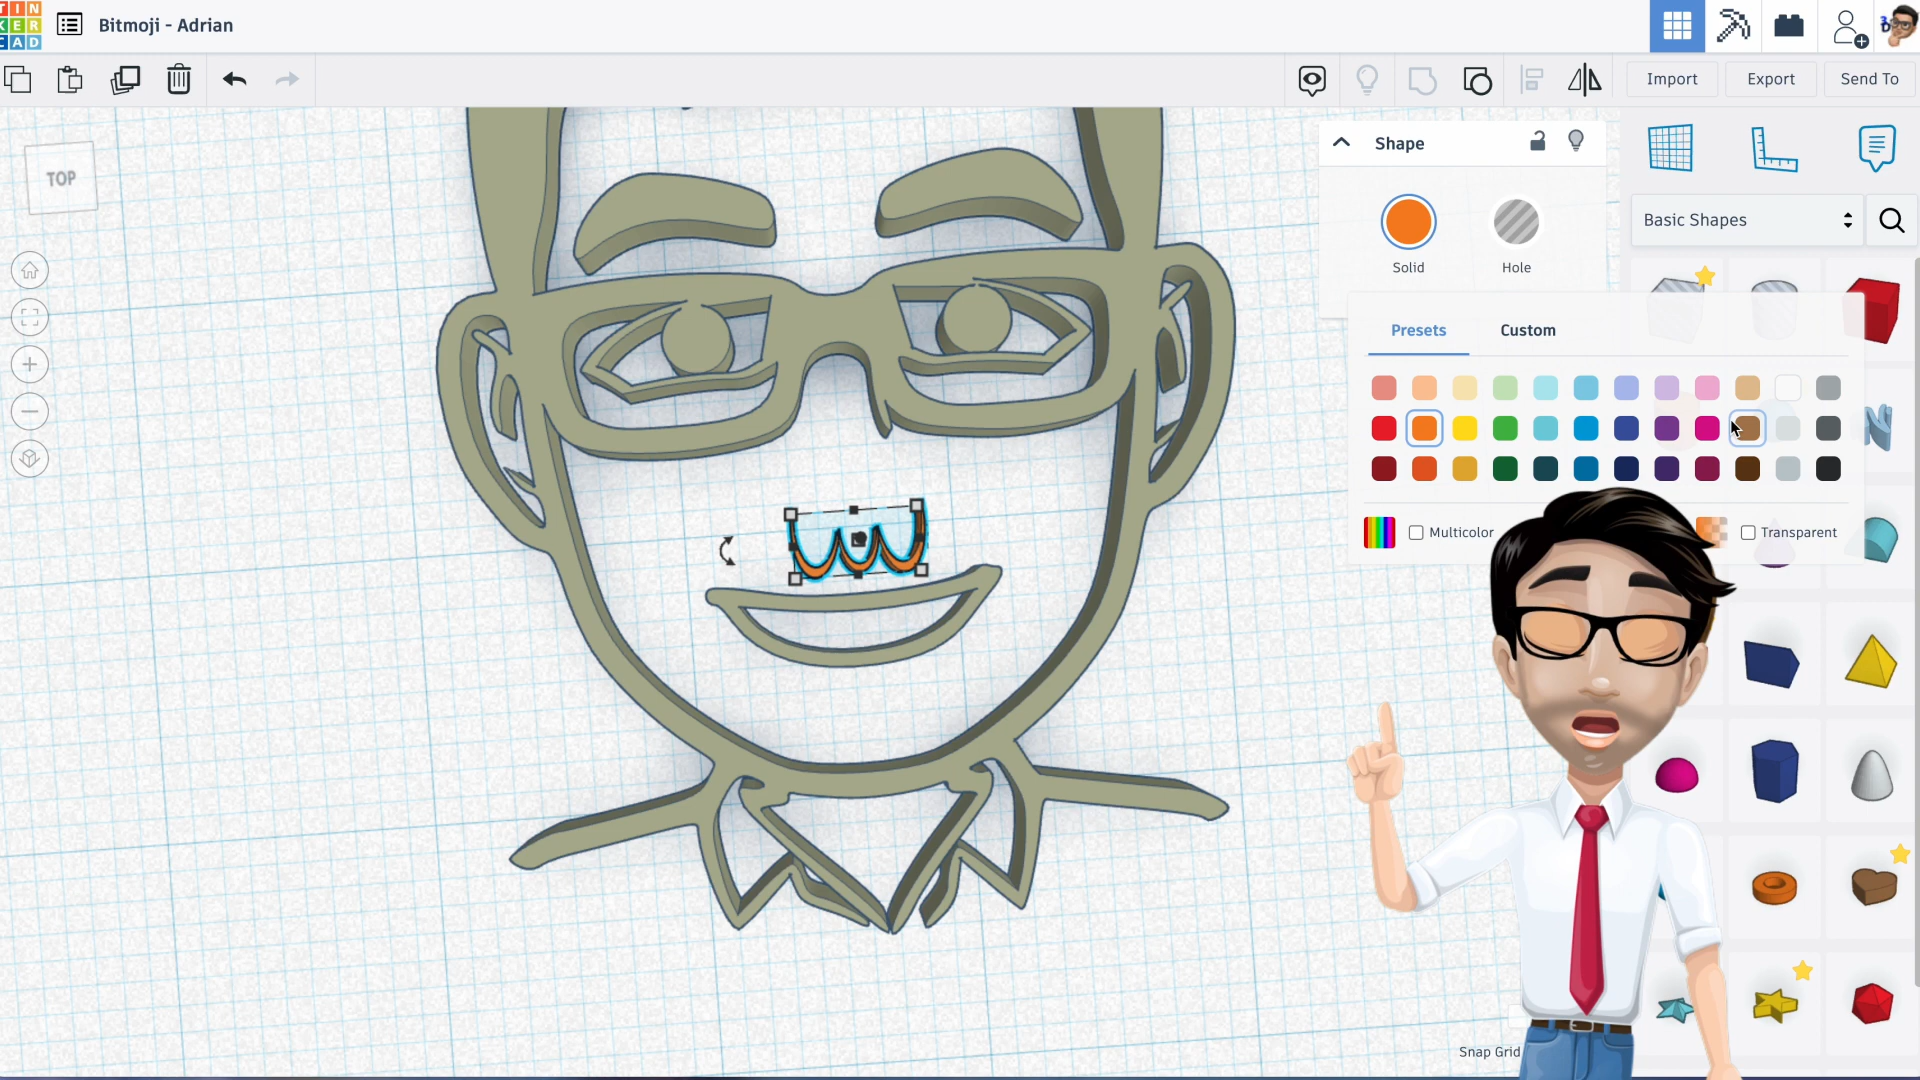 TIN
KER
CAD
Bitmoji - Adrian
Import
Export
Send To
TOP
Shape
Solid
Hole
Basic Shapes
Presets
Custom
Multicolor
Transparent
Snap Grid